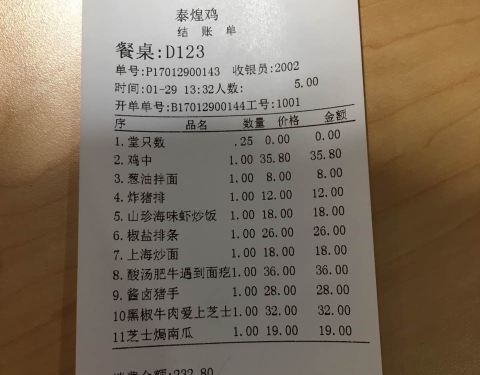 泰煌鸡
结 账 单
餐桌:D123
单号:P17012900143 收银员:2002
时间:01-29 13:32人数: 5.00
开单单号:B17012900144工号:1001
序 品名 数量 价格 金额
1.堂只数 .25 0.00 0.00
2.鸡中 1.00 35.80 35.80
3.葱油拌面 1.00 8.00 8.00
4.炸猪排 1.00 12.00 12.00
5.山珍海味虾炒饭 1.00 18.00 18.00
6.椒盐排条 1.00 26.00 26.00
7.上海炒面 1.00 18.00 18.00
8.酸汤肥牛遇到面疙1.00 36.00 36.00
9.酱卤猪手 1.00 28.00 28.00
10黑椒牛肉爱上芝士1.00 32.00 32.00
11芝士焗南瓜 1.00 19.00 19.00
消费金额:232.80